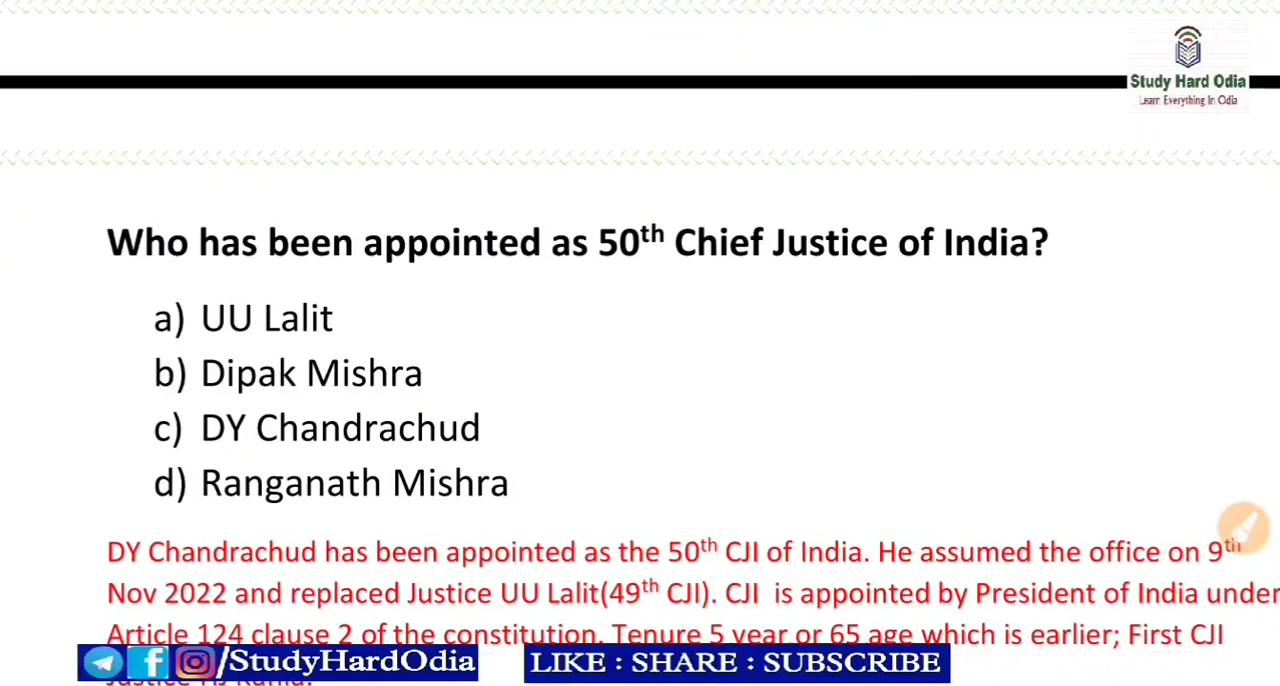 Study Hard Odia
Learn Everything In Odia
Who has been appointed as 50th Chief Justice of India?
a) UU Lalit
b) Dipak Mishra
c) DY Chandrachud
d) Ranganath Mishra
DY Chandrachud has been appointed as the 50th CJI of India. He assumed the office on 9th
Nov 2022 and replaced Justice UU Lalit(49th CJI). CJI is appointed by President of India under
Article 124 clause 2 of the constitution. Tenure 5 year or 65 age which is earlier; First CJI
/StudyHardOdia
LIKE : SHARE : SUBSCRIBE